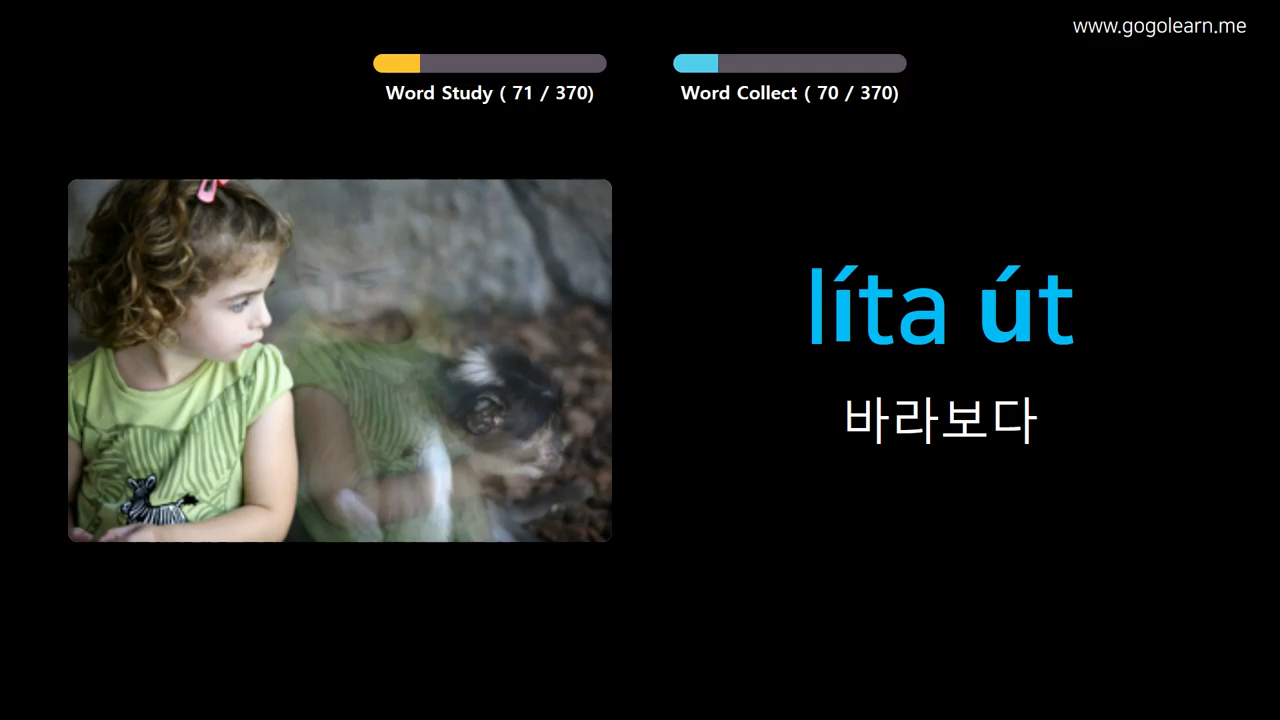 www.gogolearn.me
Word Study ( 71 / 370)
Word Collect ( 70 / 370)
líta út
바라보다